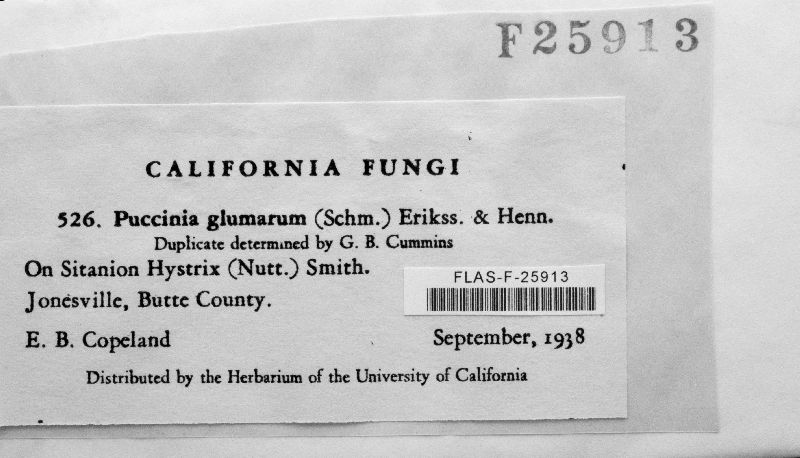 F25913
CALIFORNIA FUNGI
526. Puccinia glumarum (Schm.) Erikss. & Henn.
Duplicate determined by G. B. Cummins
On Sitanion Hystrix (Nutt.) Smith.
FLAS-F-25913
Jonesville, Butte County.
E. B. Copeland September, 1938
Distributed by the Herbarium of the University of California